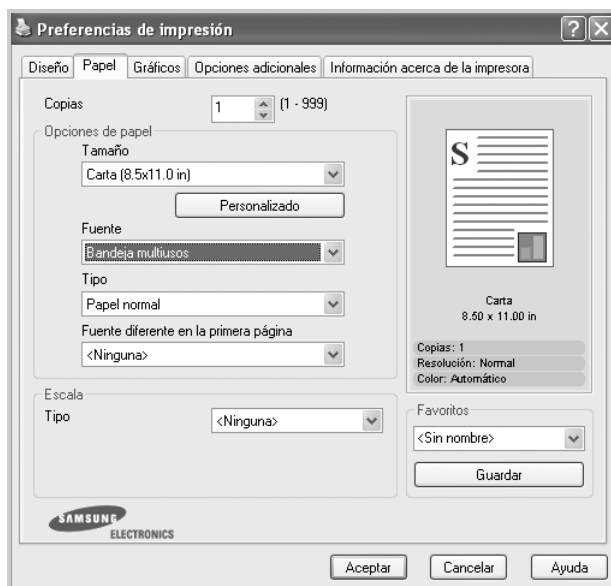 Preferencias de impresión
Diseño Papel Gráficos Opciones adicionales Información acerca de la impresora
Copias 1 (1 - 999)
Opciones de papel
Tamaño
Carta (8.5x11.0 in)
Personalizado
Fuente
Bandeja multiusos
Tipo
Papel normal
Fuente diferente en la primera página
<Ninguna>
Escala
Tipo <Ninguna>
S
Carta
8.50 x 11.00 in
Copias: 1
Resolución: Normal
Color: Automático
Favoritos
<Sin nombre>
Guardar
SAMSUNG
ELECTRONICS
Aceptar Cancelar Ayuda